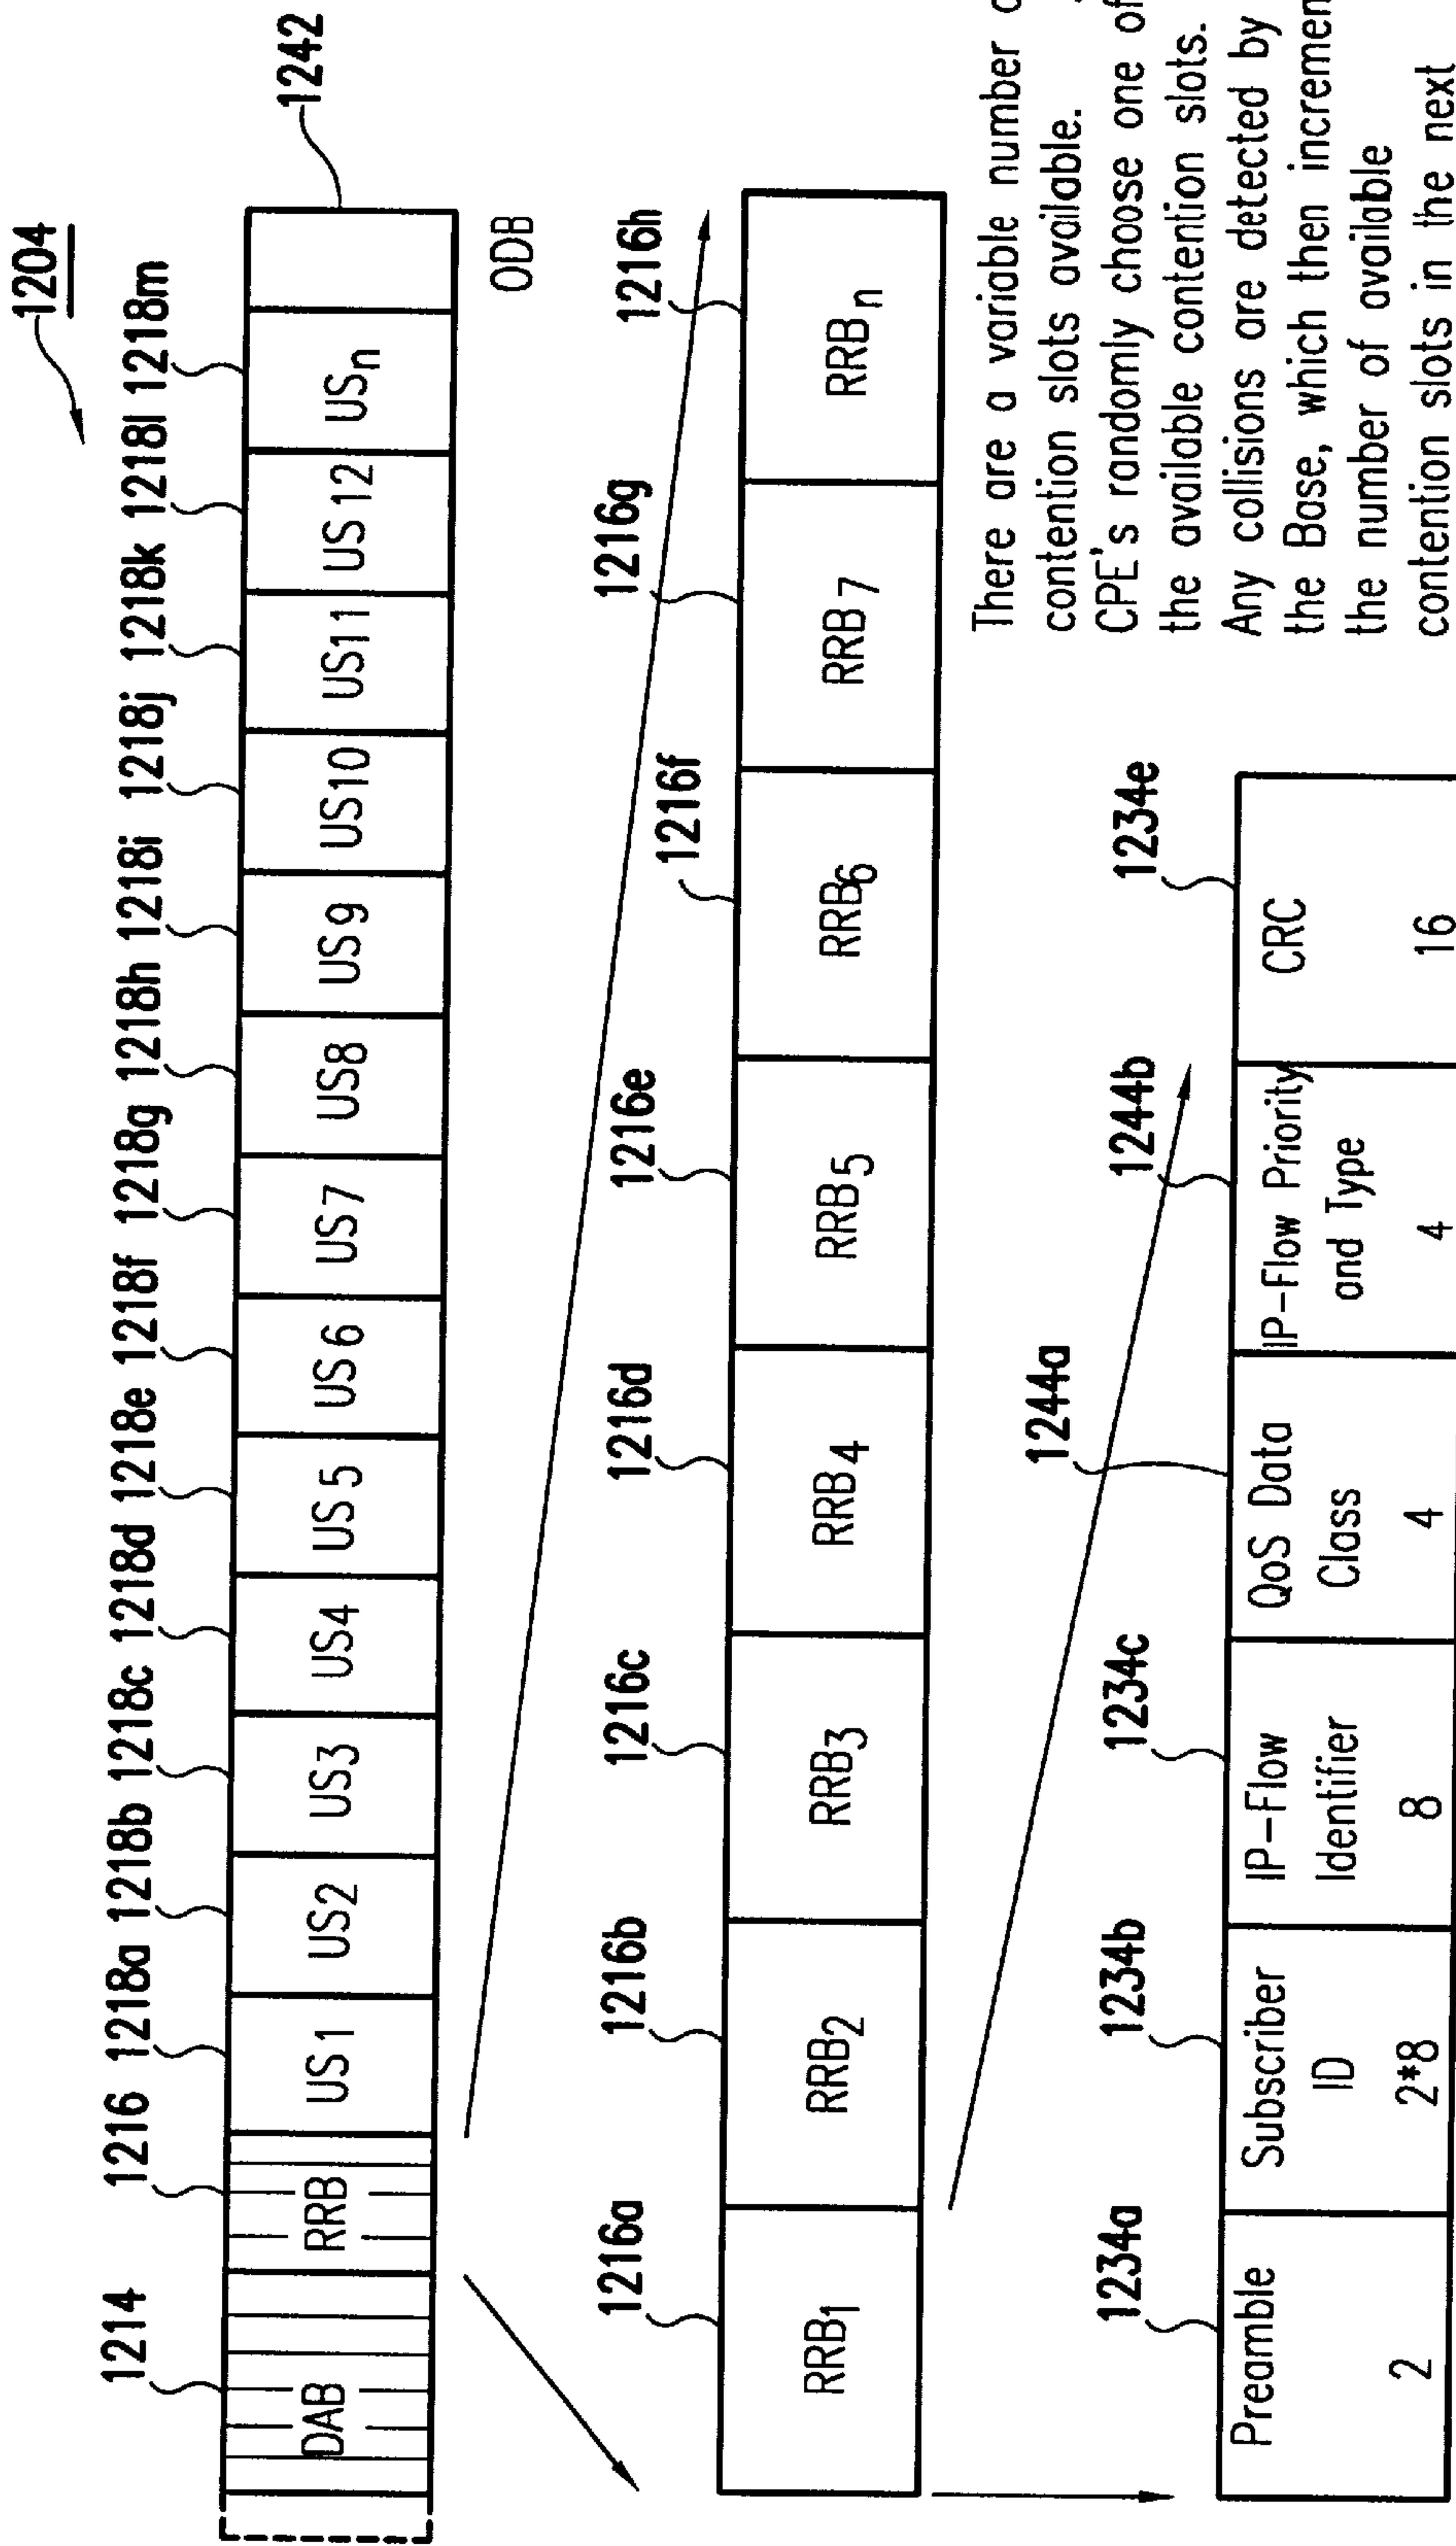 1204
1214 1216 1218a 1218b 1218c 1218d 1218e 1218f 1218g 1218h 1218i 1218j 1218k 1218l 1218m
DAB RRB US1 US2 US3 US4 US5 US6 US7 US8 US9 US10 US11 US12 USn
1242
ODB
1216a 1216b 1216c 1216d 1216e 1216f 1216g 1216h
RRB1 RRB2 RRB3 RRB4 RRB5 RRB6 RRB7 RRBn
There are a variable number
contention slots available.
CPE's randomly choose one of
the available contention slots.
Any collisions are detected by
the Base, which then incremen
the number of available
contention slots in the next
1234a 1234b 1234c 1244a 1244b 1234e
Preamble
2
Subscriber
ID
2*8
IP-Flow
Identifier
8
QoS Data
Class
4
IP-Flow Priority
and Type
4
CRC
16